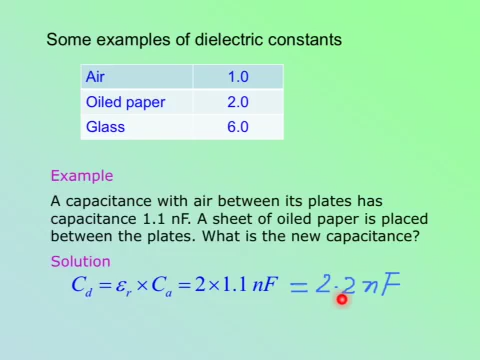 Some examples of dielectric constants
Air 1.0
Oiled paper 2.0
Glass 6.0
Example
A capacitance with air between its plates has
capacitance 1.1 nF. A sheet of oiled paper is placed
between the plates. What is the new capacitance?
Solution
C_d = ε_r × C_a = 2 × 1.1 nF = 2.2 nF